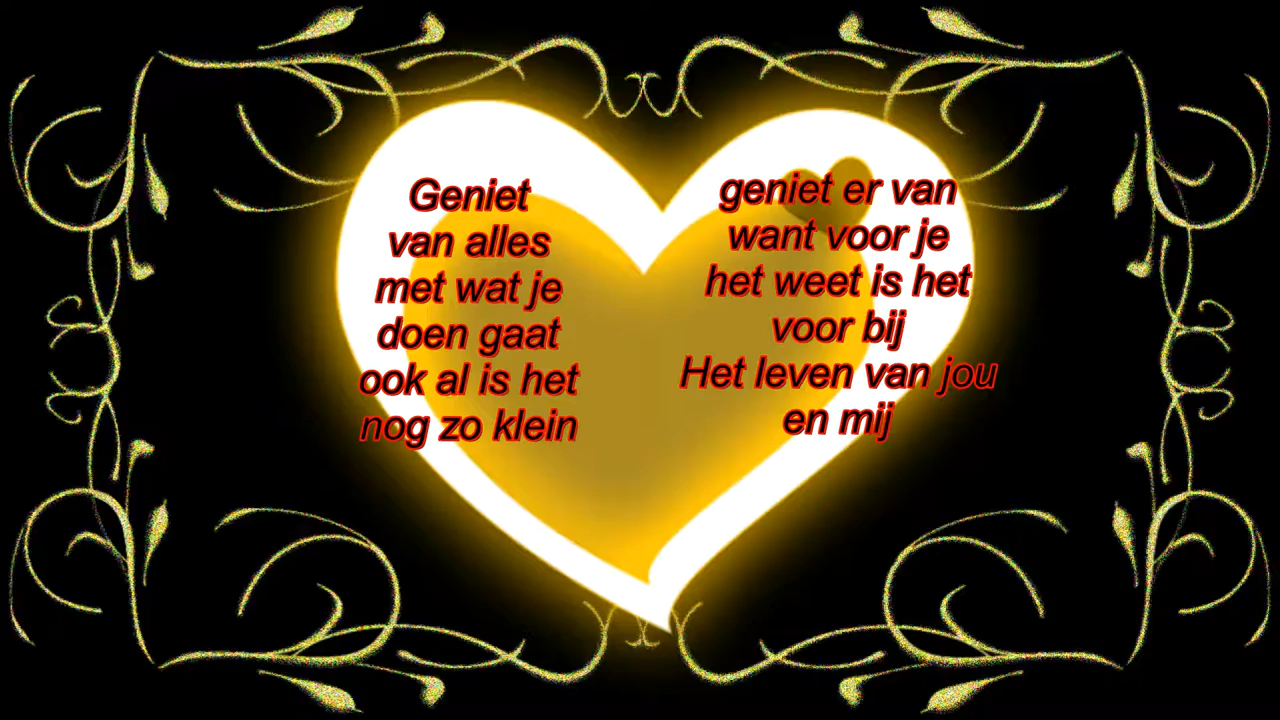 Geniet
van alles
met wat je
doen gaat
ook al is het
nog zo klein
geniet er van
want voor je
het weet is het
voor bij
Het leven van jou
en mij